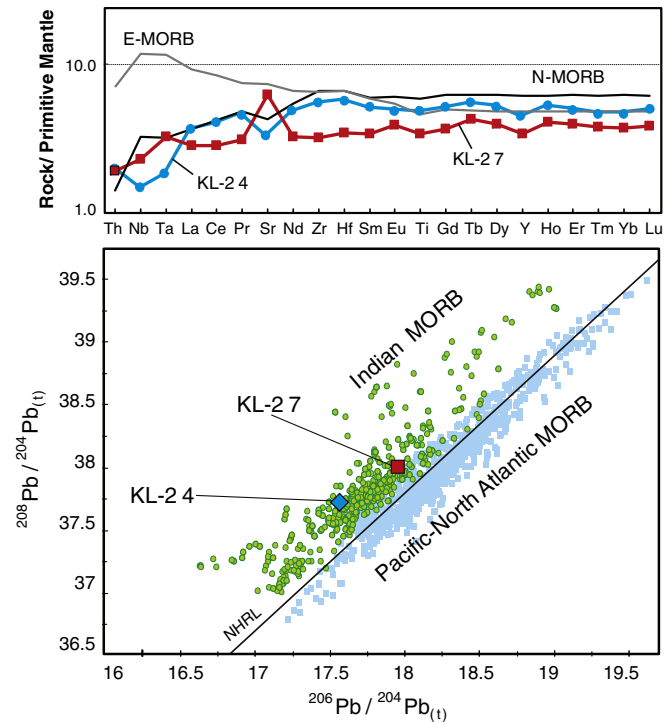 Rock/ Primitive Mantle
10.0
1.0
E-MORB
N-MORB
KL-2 4
KL-2 7
Th Nb Ta La Ce Pr Sr Nd Zr Hf Sm Eu Ti Gd Tb Dy Y Ho Er Tm Yb Lu
208Pb / 204Pb(t)
39.5
39
38.5
38
37.5
37
36.5
Indian MORB
KL-2 7
KL-2 4
Pacific-North Atlantic MORB
NHRL
16 16.5 17 17.5 18 18.5 19 19.5
206Pb / 204Pb(t)